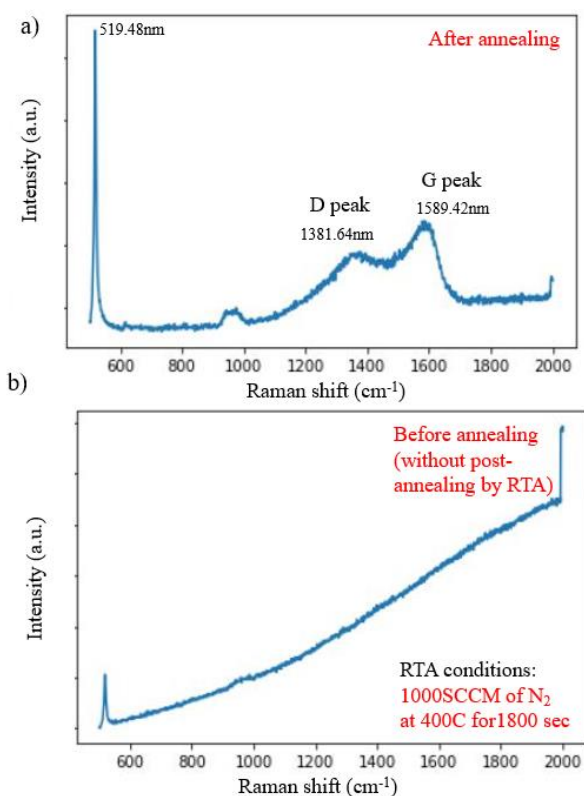 a)
519.48nm
After annealing
Intensity (a.u.)
D peak
1381.64nm
G peak
1589.42nm
600 800 1000 1200 1400 1600 1800 2000
Raman shift (cm⁻¹)
b)
Before annealing
(without post-
annealing by RTA)
Intensity (a.u.)
RTA conditions:
1000SCCM of N₂
at 400C for1800 sec
600 800 1000 1200 1400 1600 1800 2000
Raman shift (cm⁻¹)